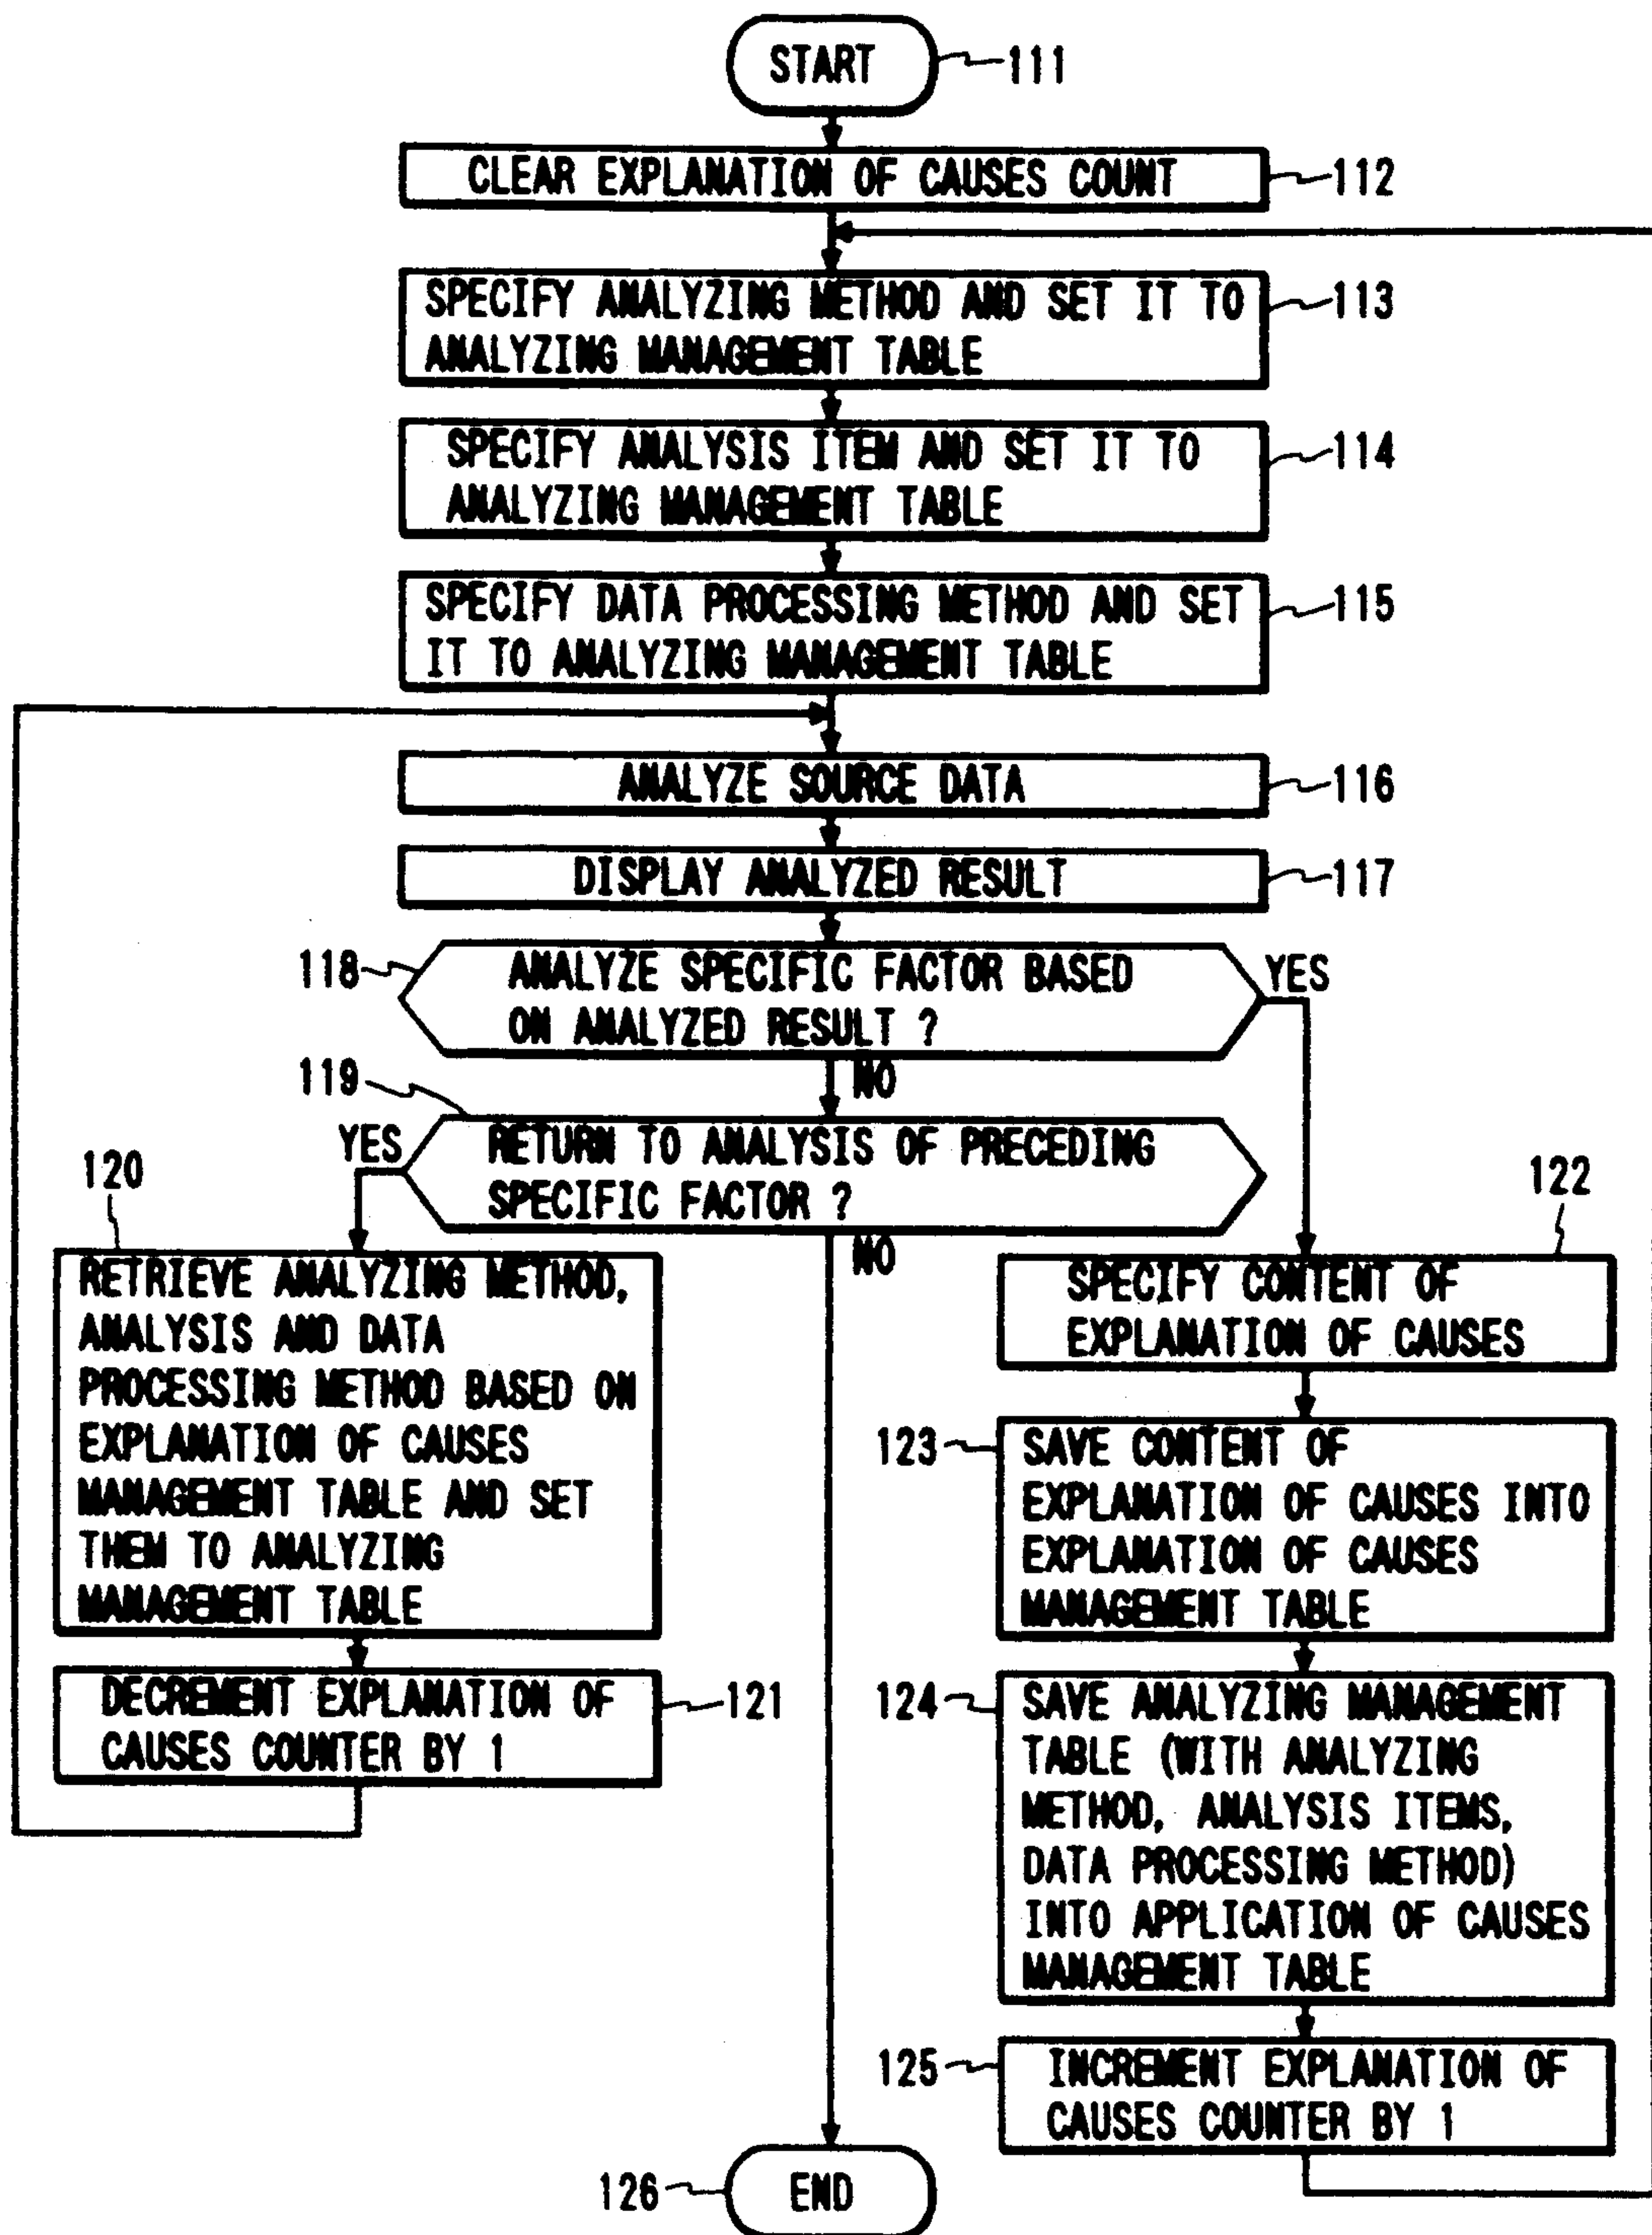 START
111
CLEAR EXPLANATION OF CAUSES COUNT
112
SPECIFY ANALYZING METHOD AND SET IT TO
ANALYZING MANAGEMENT TABLE
113
SPECIFY ANALYSIS ITEM AND SET IT TO
ANALYZING MANAGEMENT TABLE
114
SPECIFY DATA PROCESSING METHOD AND SET
IT TO ANALYZING MANAGEMENT TABLE
115
ANALYZE SOURCE DATA
116
DISPLAY ANALYZED RESULT
117
118
ANALYZE SPECIFIC FACTOR BASED
ON ANALYZED RESULT ?
YES
NO
119
RETURN TO ANALYSIS OF PRECEDING
SPECIFIC FACTOR ?
YES
NO
120
RETRIEVE ANALYZING METHOD,
ANALYSIS AND DATA
PROCESSING METHOD BASED ON
EXPLANATION OF CAUSES
MANAGEMENT TABLE AND SET
THEM TO ANALYZING
MANAGEMENT TABLE
DECREMENT EXPLANATION OF
CAUSES COUNTER BY 1
121
122
SPECIFY CONTENT OF
EXPLANATION OF CAUSES
123
SAVE CONTENT OF
EXPLANATION OF CAUSES INTO
EXPLANATION OF CAUSES
MANAGEMENT TABLE
124
SAVE ANALYZING MANAGEMENT
TABLE (WITH ANALYZING
METHOD, ANALYSIS ITEMS,
DATA PROCESSING METHOD)
INTO APPLICATION OF CAUSES
MANAGEMENT TABLE
125
INCREMENT EXPLANATION OF
CAUSES COUNTER BY 1
126
END